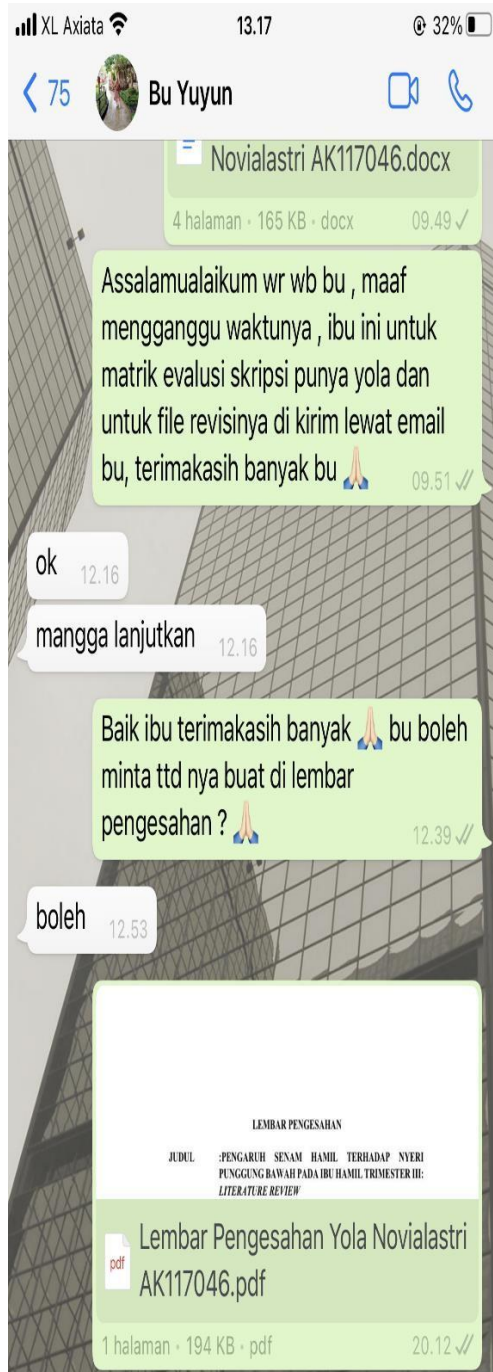 XL Axiata 13.17 32%
75 Bu Yuyun
Novialastri AK117046.docx
4 halaman · 165 KB · docx 09.49
Assalamualaikum wr wb bu , maaf
mengganggu waktunya , ibu ini untuk
matrik evalusi skripsi punya yola dan
untuk file revisinya di kirim lewat email
bu, terimakasih banyak bu 🙏🏻 09.51
ok 12.16
mangga lanjutkan 12.16
Baik ibu terimakasih banyak 🙏🏻 bu boleh
minta ttd nya buat di lembar
pengesahan ? 🙏🏻 12.39
boleh 12.53
LEMBAR PENGESAHAN
JUDUL :PENGARUH SENAM HAMIL TERHADAP NYERI
PUNGGUNG BAWAH PADA IBU HAMIL TRIMESTER III:
LITERATURE REVIEW
pdf Lembar Pengesahan Yola Novialastri
AK117046.pdf
1 halaman · 194 KB · pdf 20.12